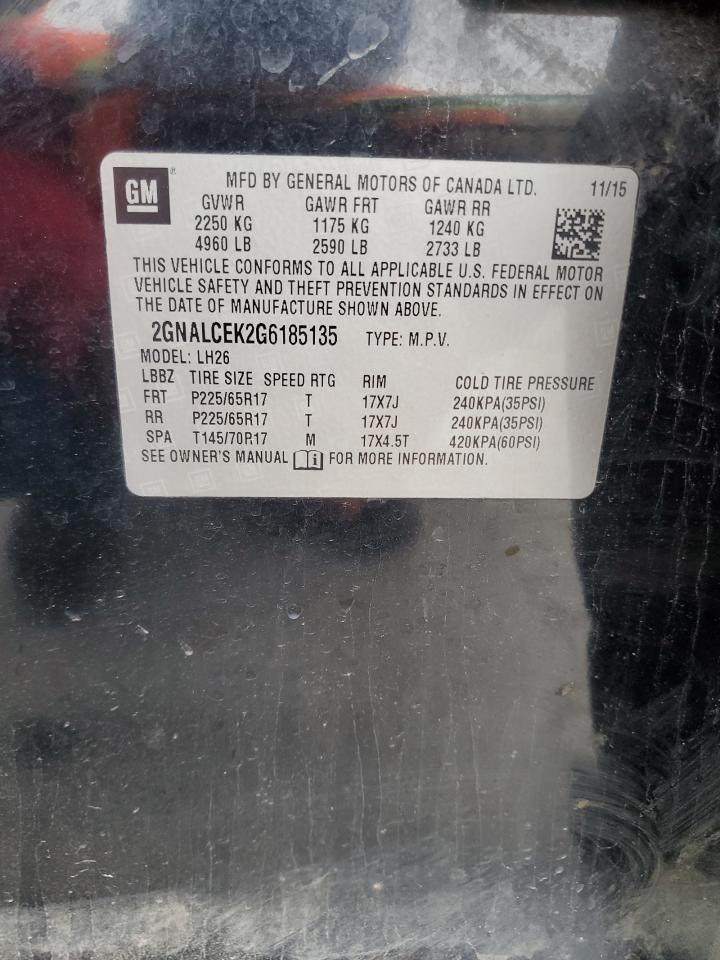 GM ® MFD BY GENERAL MOTORS OF CANADA LTD. 11/15
GVWR GAWR FRT GAWR RR
2250 KG 1175 KG 1240 KG
4960 LB 2590 LB 2733 LB
THIS VEHICLE CONFORMS TO ALL APPLICABLE U.S. FEDERAL MOTOR
VEHICLE SAFETY AND THEFT PREVENTION STANDARDS IN EFFECT ON
THE DATE OF MANUFACTURE SHOWN ABOVE.
2GNALCEK2G6185135 TYPE: M.P.V.
MODEL: LH26
LBBZ TIRE SIZE SPEED RTG RIM COLD TIRE PRESSURE
FRT P225/65R17 T 17X7J 240KPA(35PSI)
RR P225/65R17 T 17X7J 240KPA(35PSI)
SPA T145/70R17 M 17X4.5T 420KPA(60PSI)
SEE OWNER'S MANUAL FOR MORE INFORMATION.